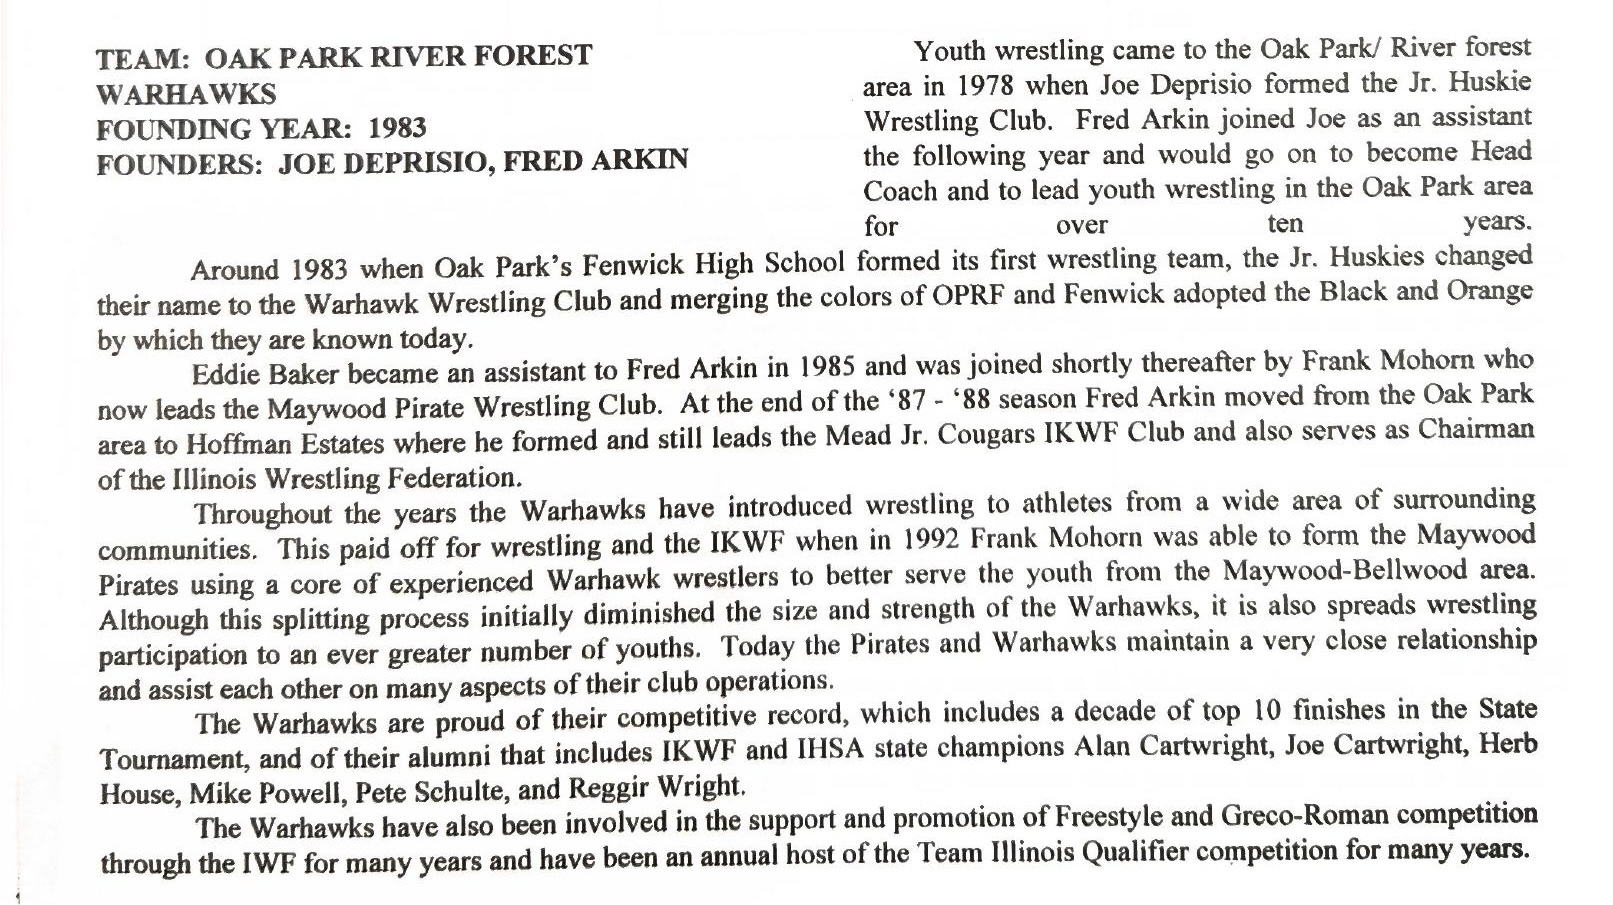 TEAM: OAK PARK RIVER FOREST
WARHAWKS
FOUNDING YEAR: 1983
FOUNDERS: JOE DEPRISIO, FRED ARKIN
Youth wrestling came to the Oak Park/ River forest
area in 1978 when Joe Deprisio formed the Jr. Huskie
Wrestling Club. Fred Arkin joined Joe as an assistant
the following year and would go on to become Head
Coach and to lead youth wrestling in the Oak Park area
for over ten years.
Around 1983 when Oak Park's Fenwick High School formed its first wrestling team, the Jr. Huskies changed
their name to the Warhawk Wrestling Club and merging the colors of OPRF and Fenwick adopted the Black and Orange
by which they are known today.
Eddie Baker became an assistant to Fred Arkin in 1985 and was joined shortly thereafter by Frank Mohorn who
now leads the Maywood Pirate Wrestling Club. At the end of the '87 - '88 season Fred Arkin moved from the Oak Park
area to Hoffman Estates where he formed and still leads the Mead Jr. Cougars IKWF Club and also serves as Chairman
of the Illinois Wrestling Federation.
Throughout the years the Warhawks have introduced wrestling to athletes from a wide area of surrounding
communities. This paid off for wrestling and the IKWF when in 1992 Frank Mohorn was able to form the Maywood
Pirates using a core of experienced Warhawk wrestlers to better serve the youth from the Maywood-Bellwood area.
Although this splitting process initially diminished the size and strength of the Warhawks, it is also spreads wrestling
participation to an ever greater number of youths. Today the Pirates and Warhawks maintain a very close relationship
and assist each other on many aspects of their club operations.
The Warhawks are proud of their competitive record, which includes a decade of top 10 finishes in the State
Tournament, and of their alumni that includes IKWF and IHSA state champions Alan Cartwright, Joe Cartwright, Herb
House, Mike Powell, Pete Schulte, and Reggir Wright.
The Warhawks have also been involved in the support and promotion of Freestyle and Greco-Roman competition
through the IWF for many years and have been an annual host of the Team Illinois Qualifier competition for many years.